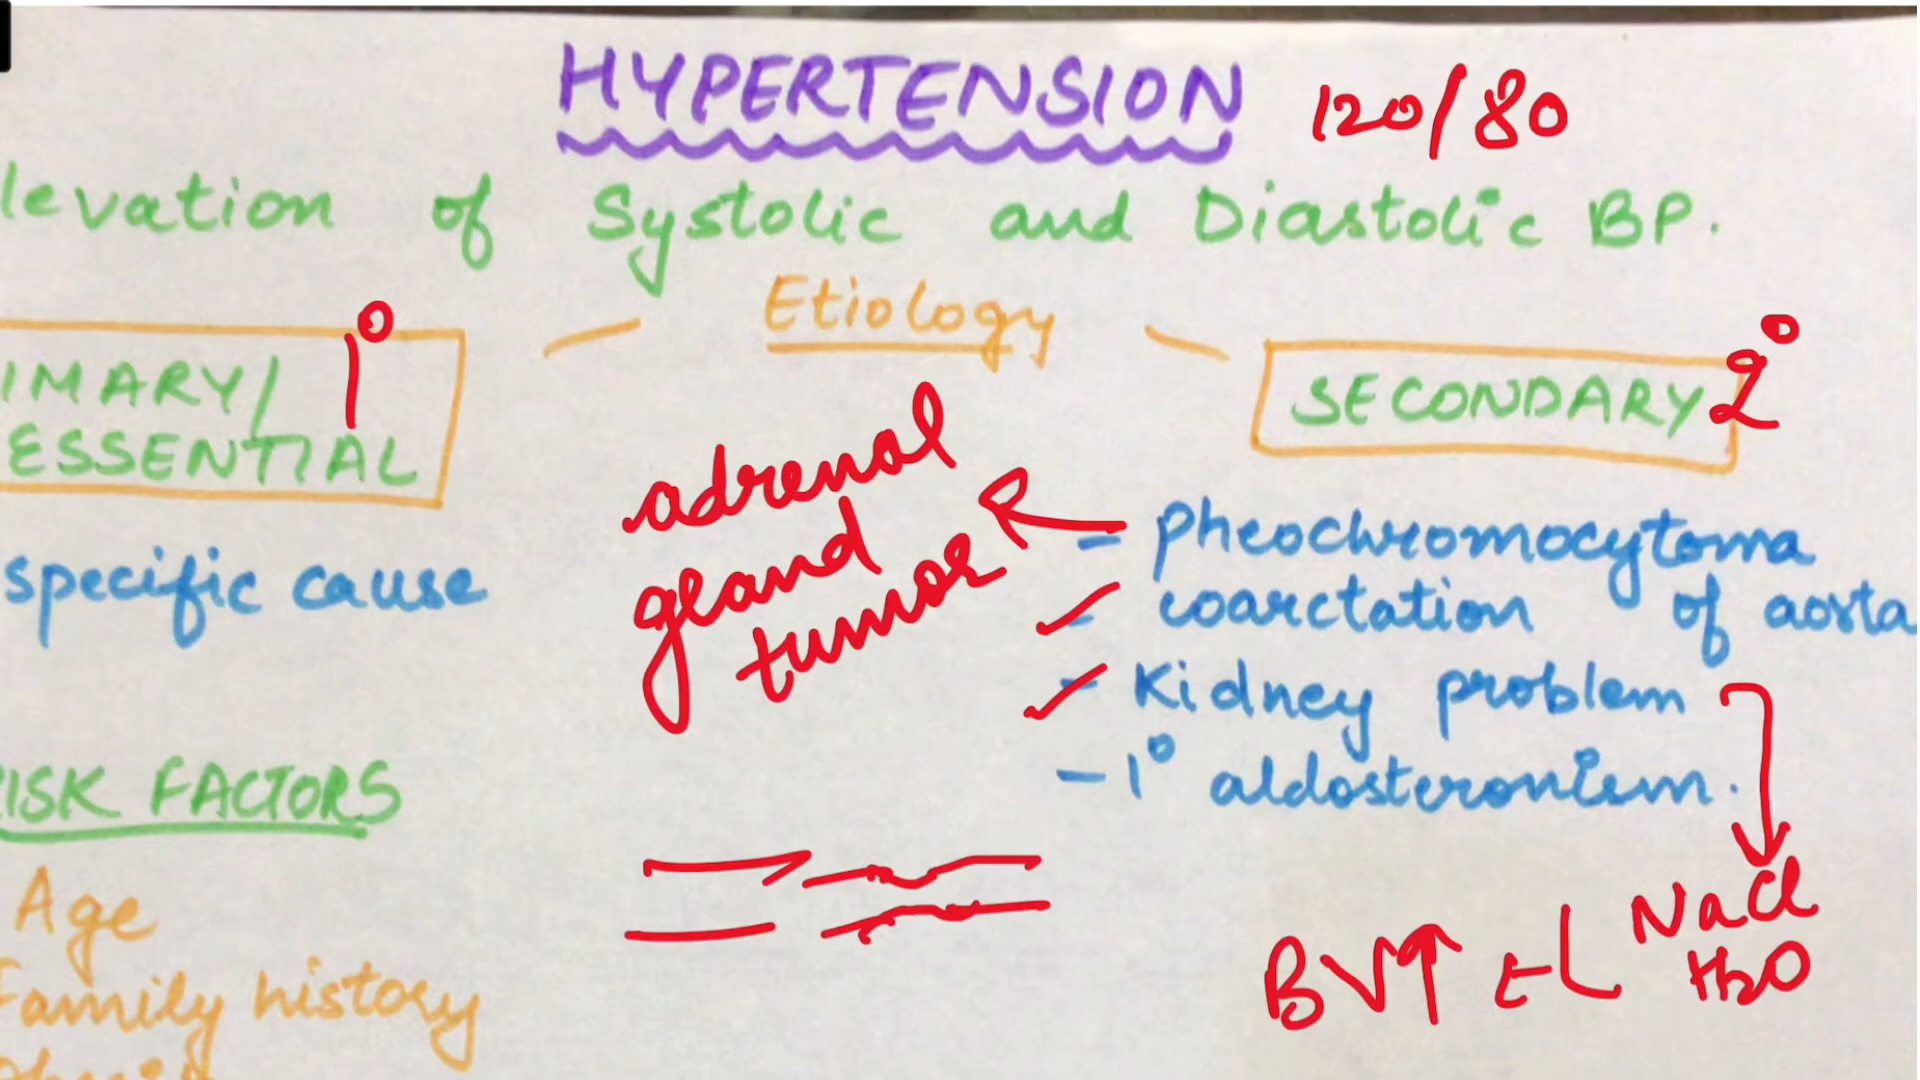 HYPERTENSION 120/80
levation of Systolic and Diastolic BP.
Etiology
IMARY/ 1°
ESSENTIAL
SECONDARY 2°
specific cause
adrenal
gland
tumor
- Pheochromocytoma
- coarctation of aorta
- Kidney problem
- 1° aldosteronism.
ISK FACTORS
Age
Family history
NaCl
H2O
BV↑